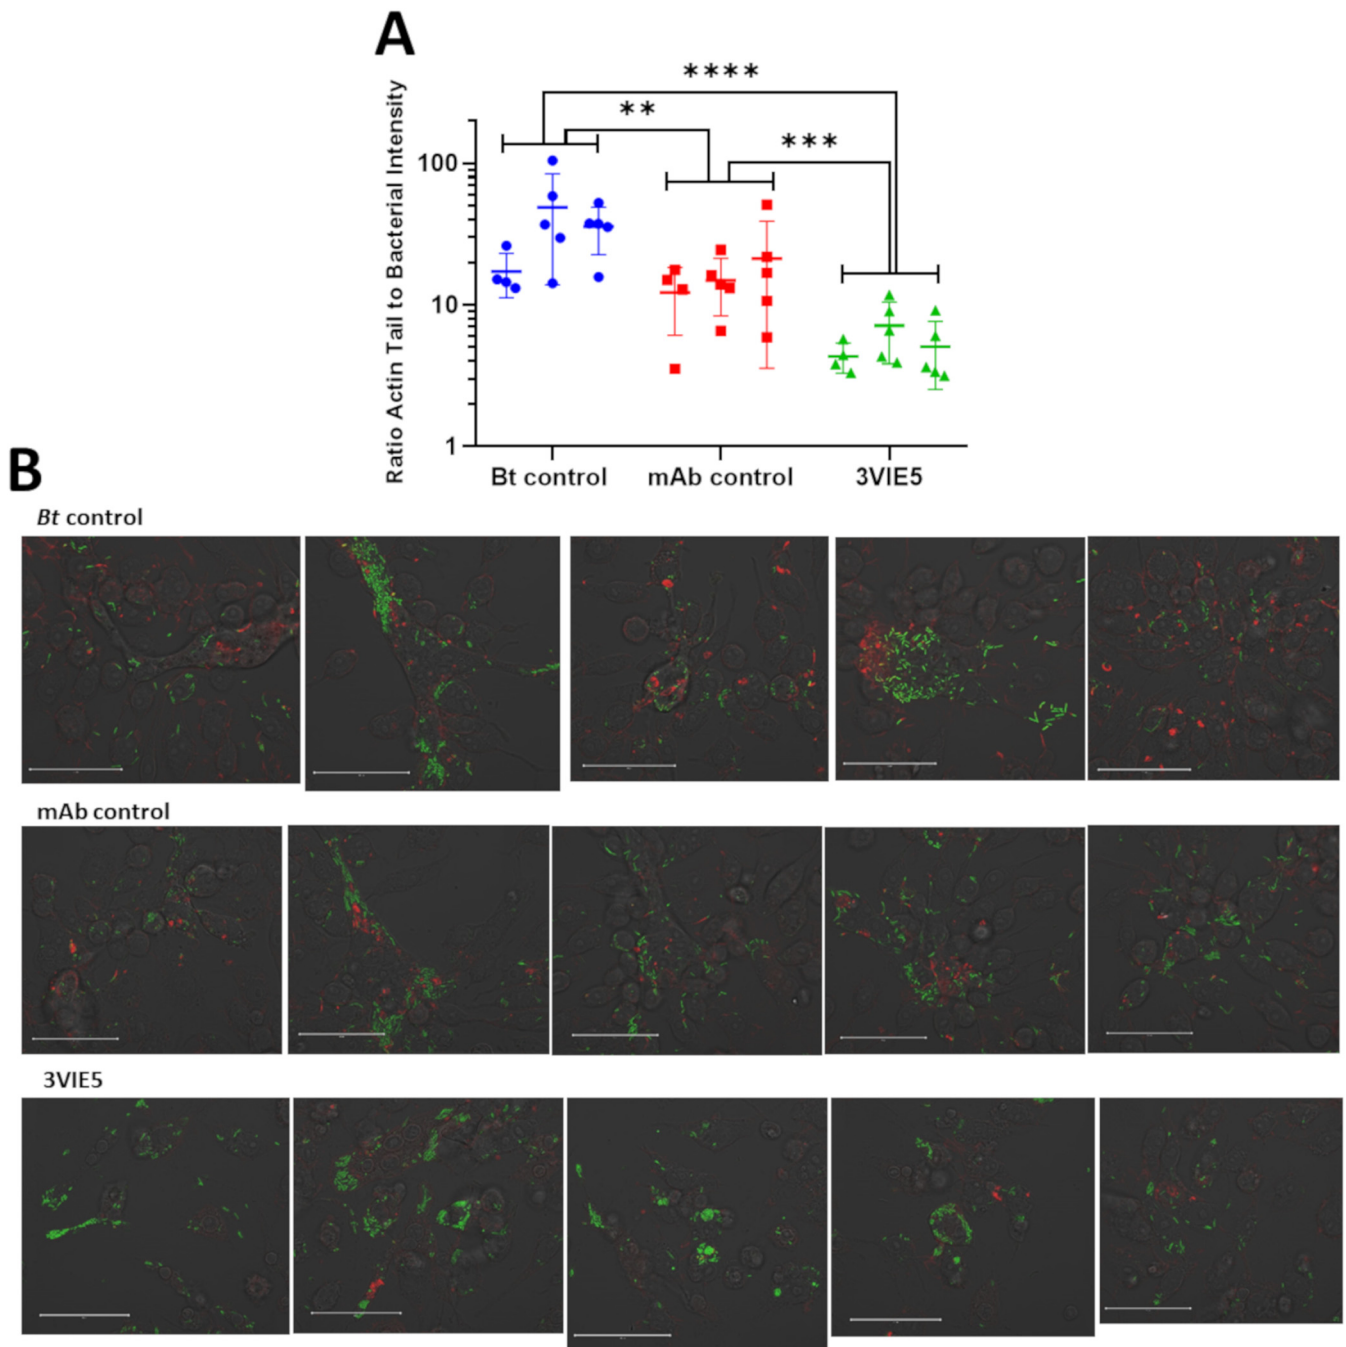 A
Ratio Actin Tail to Bacterial Intensity
****
**
***
100
10
1
Bt control
mAb control
3VIE5
B
Bt control
mAb control
3VIE5